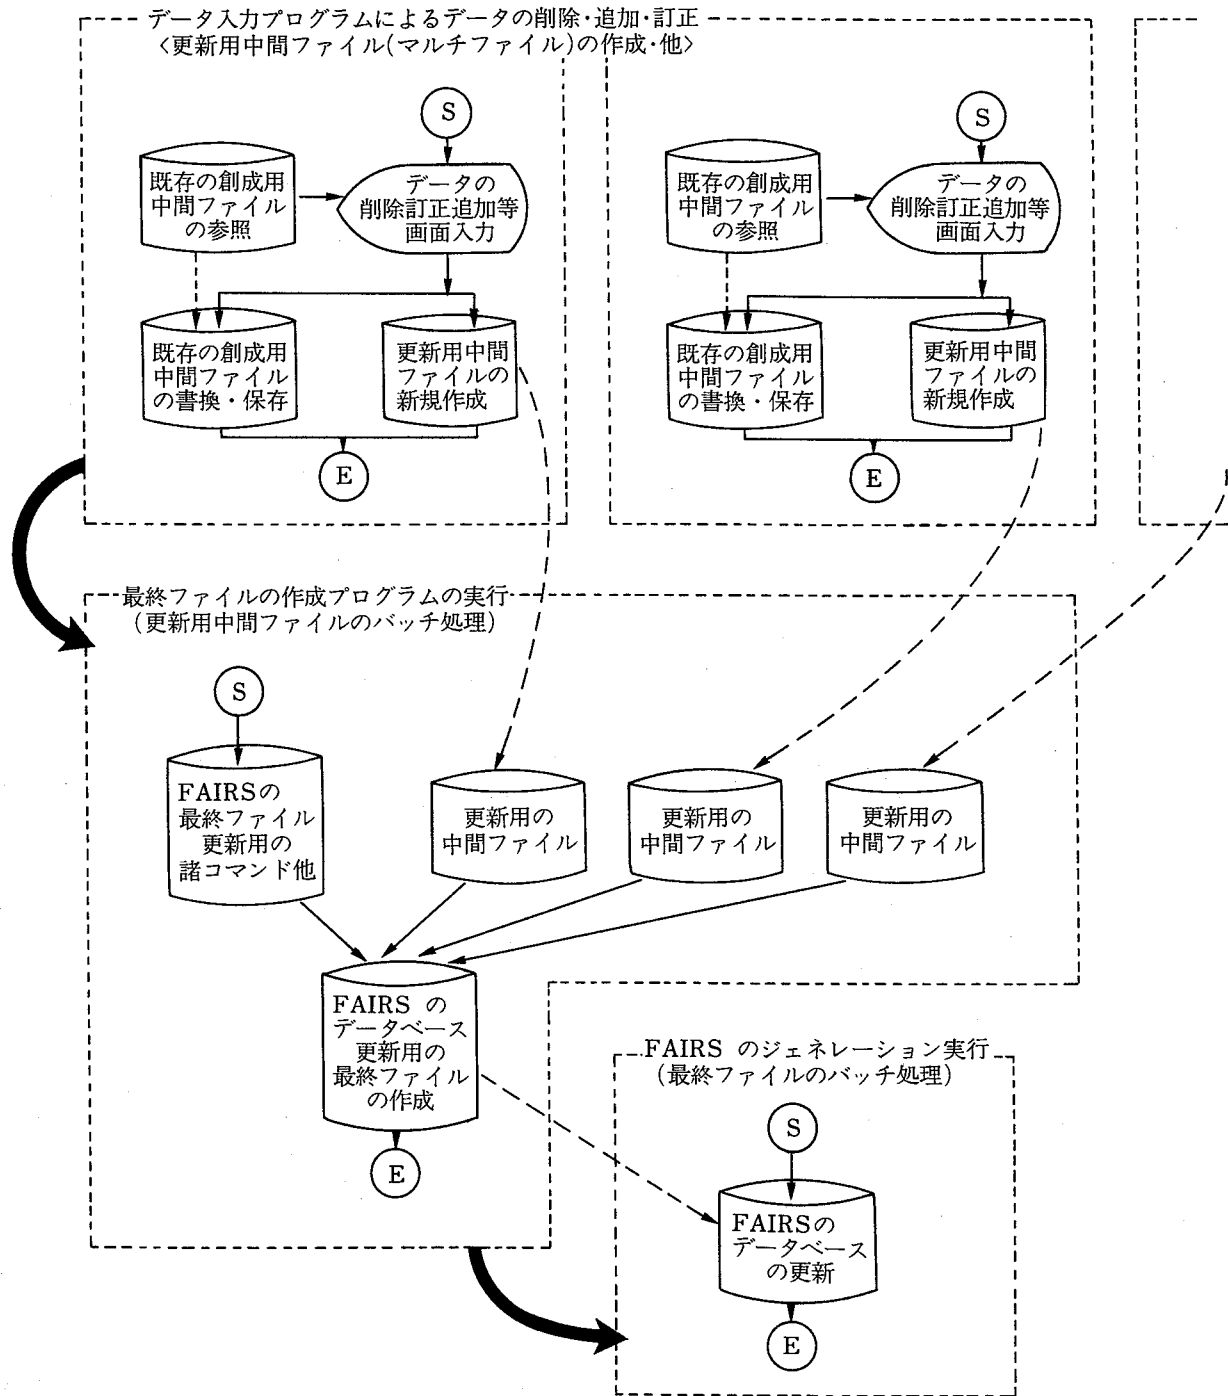 データ入力プログラムによるデータの削除・追加・訂正
〈更新用中間ファイル(マルチファイル)の作成・他〉
S
既存の創成用
中間ファイル
の参照
データの
削除訂正追加等
画面入力
既存の創成用
中間ファイル
の書換・保存
更新用中間
ファイルの
新規作成
E
S
既存の創成用
中間ファイル
の参照
データの
削除訂正追加等
画面入力
既存の創成用
中間ファイル
の書換・保存
更新用中間
ファイルの
新規作成
E
最終ファイルの作成プログラムの実行
(更新用中間ファイルのバッチ処理)
S
FAIRSの
最終ファイル
更新用の
諸コマンド他
更新用の
中間ファイル
更新用の
中間ファイル
更新用の
中間ファイル
FAIRS の
データベース
更新用の
最終ファイル
の作成
E
FAIRS のジェネレーション実行
(最終ファイルのバッチ処理)
S
FAIRSの
データベース
の更新
E